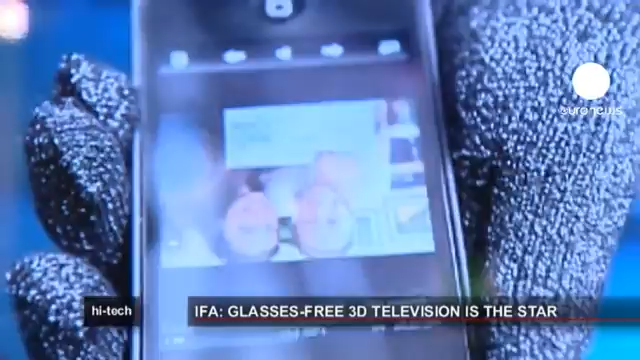 euronews
hi-tech
IFA: GLASSES-FREE 3D TELEVISION IS THE STAR